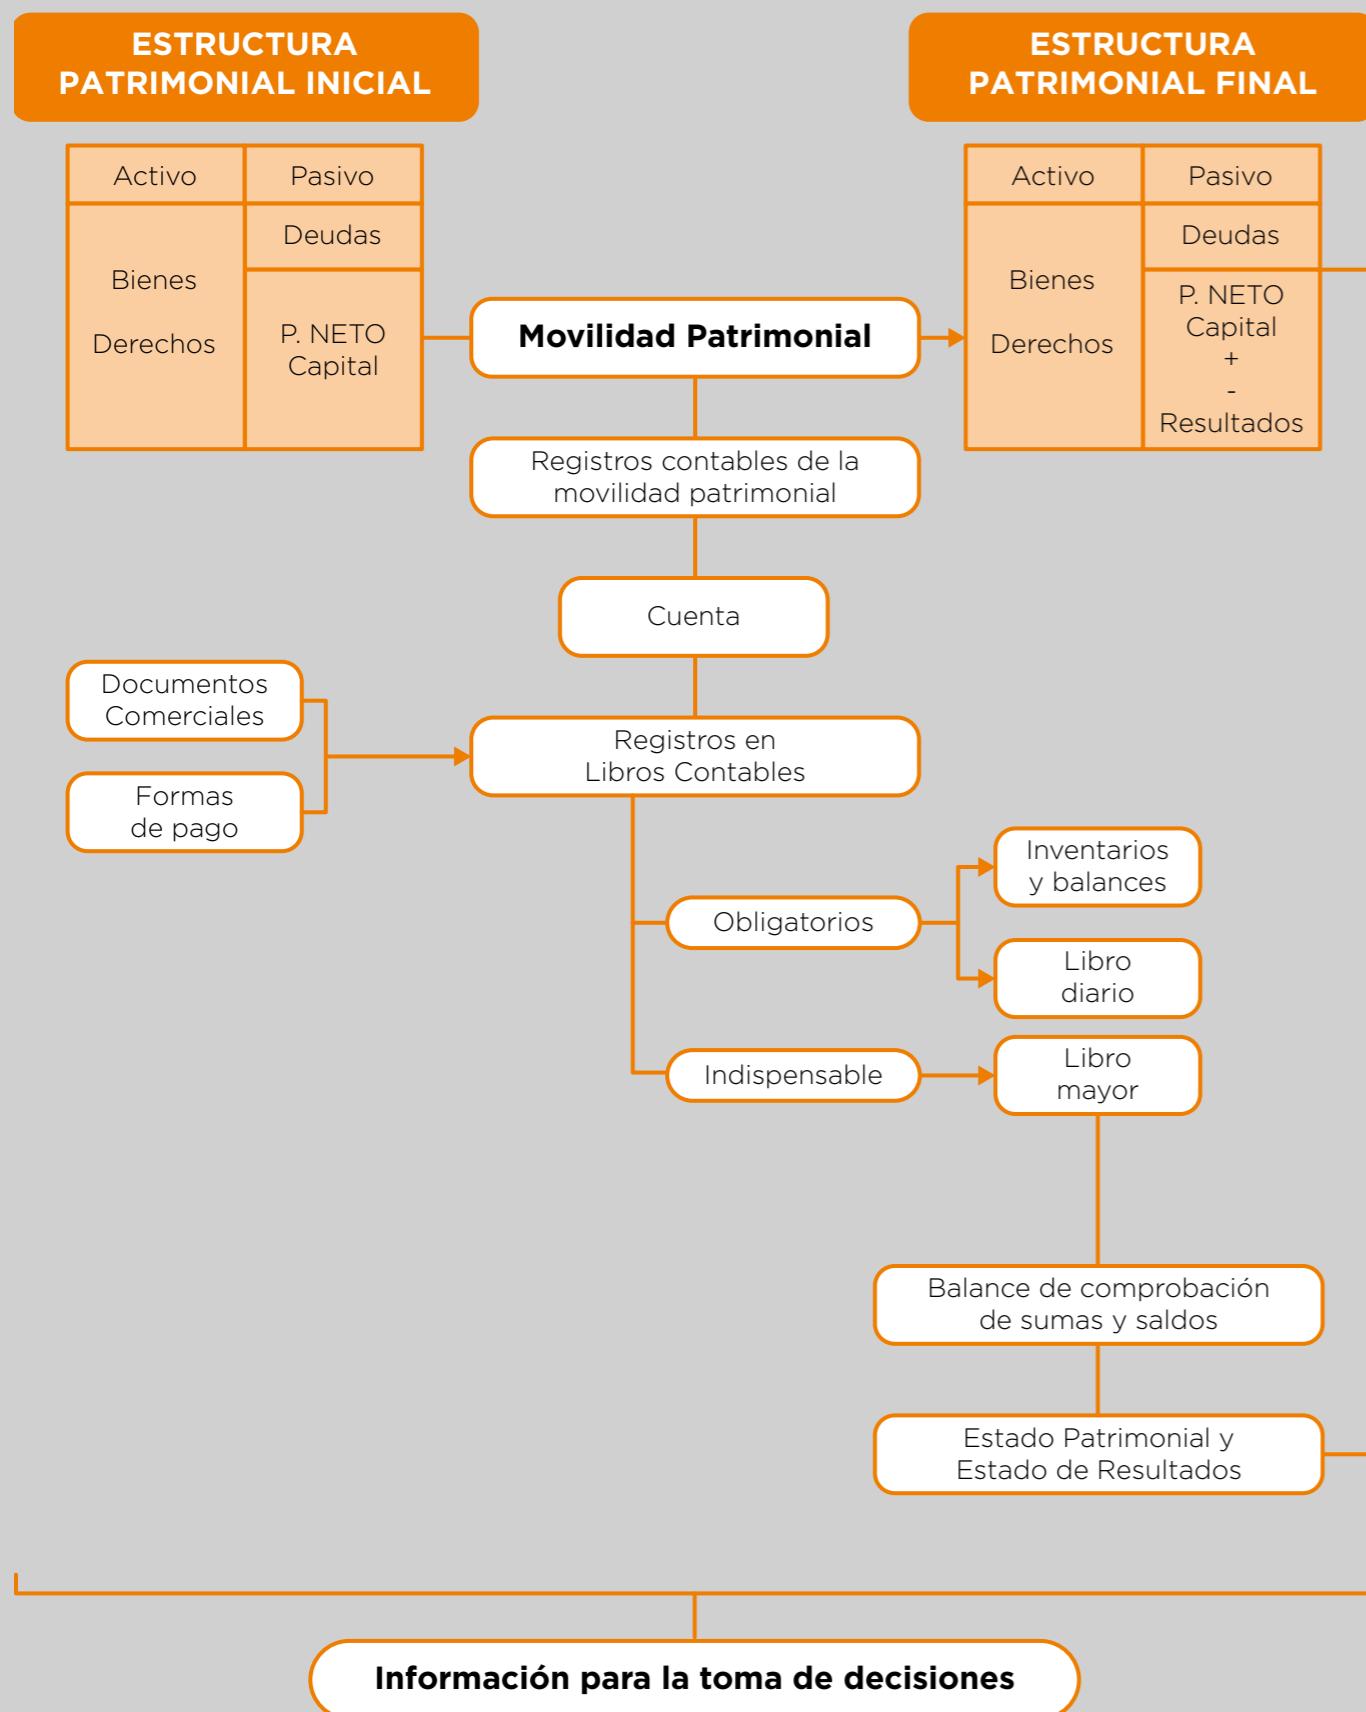 ESTRUCTURA
PATRIMONIAL INICIAL
ESTRUCTURA
PATRIMONIAL FINAL
Activo
Pasivo
Bienes
Derechos
Deudas
P. NETO
Capital
Movilidad Patrimonial
Activo
Pasivo
Bienes
Derechos
Deudas
P. NETO
Capital
+
-
Resultados
Registros contables de la
movilidad patrimonial
Cuenta
Documentos
Comerciales
Formas
de pago
Registros en
Libros Contables
Obligatorios
Inventarios
y balances
Libro
diario
Indispensable
Libro
mayor
Balance de comprobación
de sumas y saldos
Estado Patrimonial y
Estado de Resultados
Información para la toma de decisiones